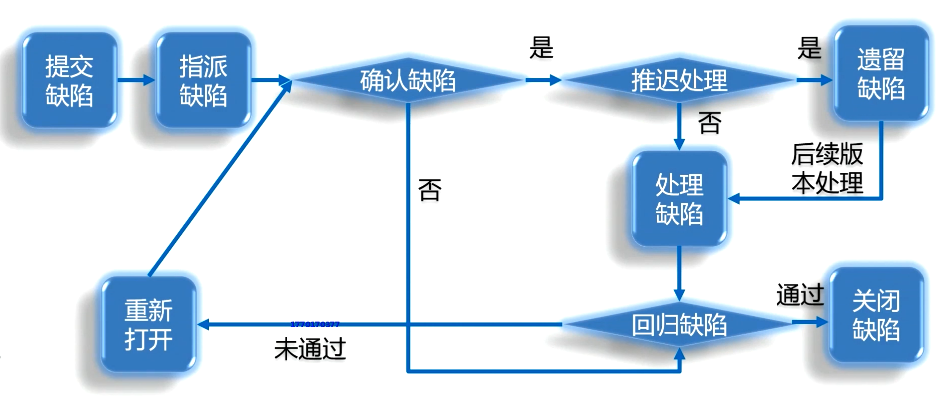 提交
缺陷
指派
缺陷
确认缺陷
是
推迟处理
是
遗留
缺陷
否
后续版
本处理
否
处理
缺陷
重新
打开
未通过
回归缺陷
通过
关闭
缺陷